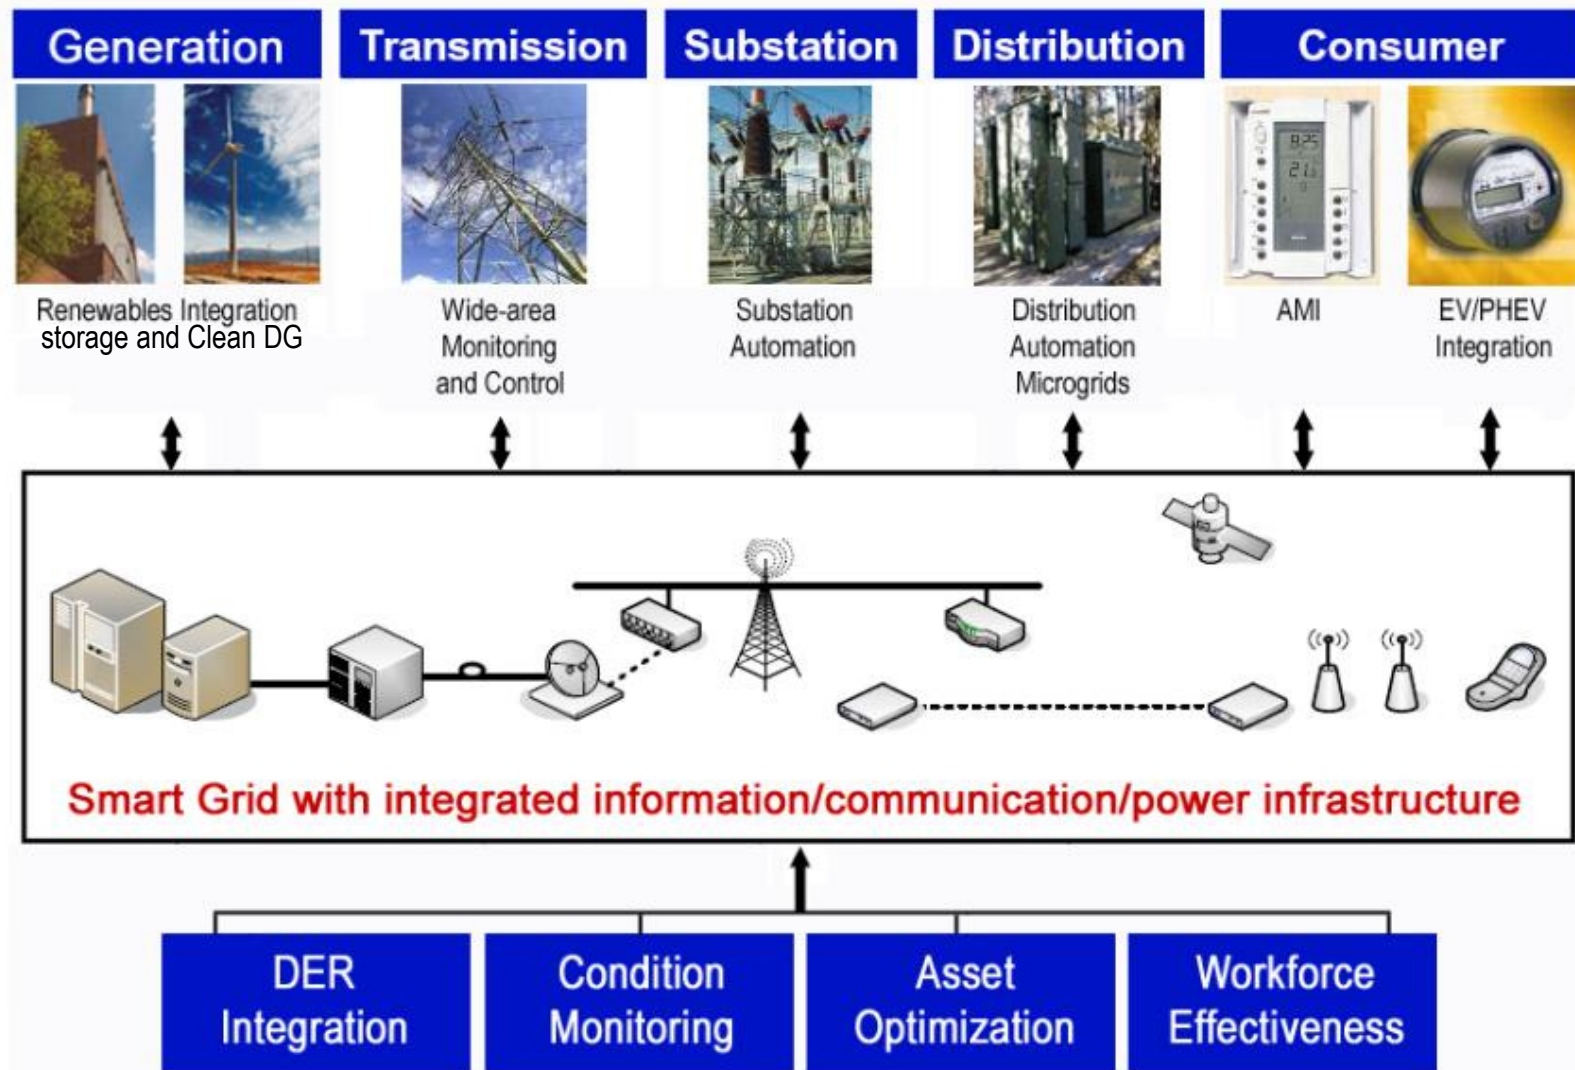 Generation
Transmission
Substation
Distribution
Consumer
8:25
Renewables Integration
storage and Clean DG
Wide-area
Monitoring
and Control
Substation
Automation
Distribution
Automation
Microgrids
AMI
EV/PHEV
Integration
Smart Grid with integrated information/communication/power infrastructure
DER
Integration
Condition
Monitoring
Asset
Optimization
Workforce
Effectiveness